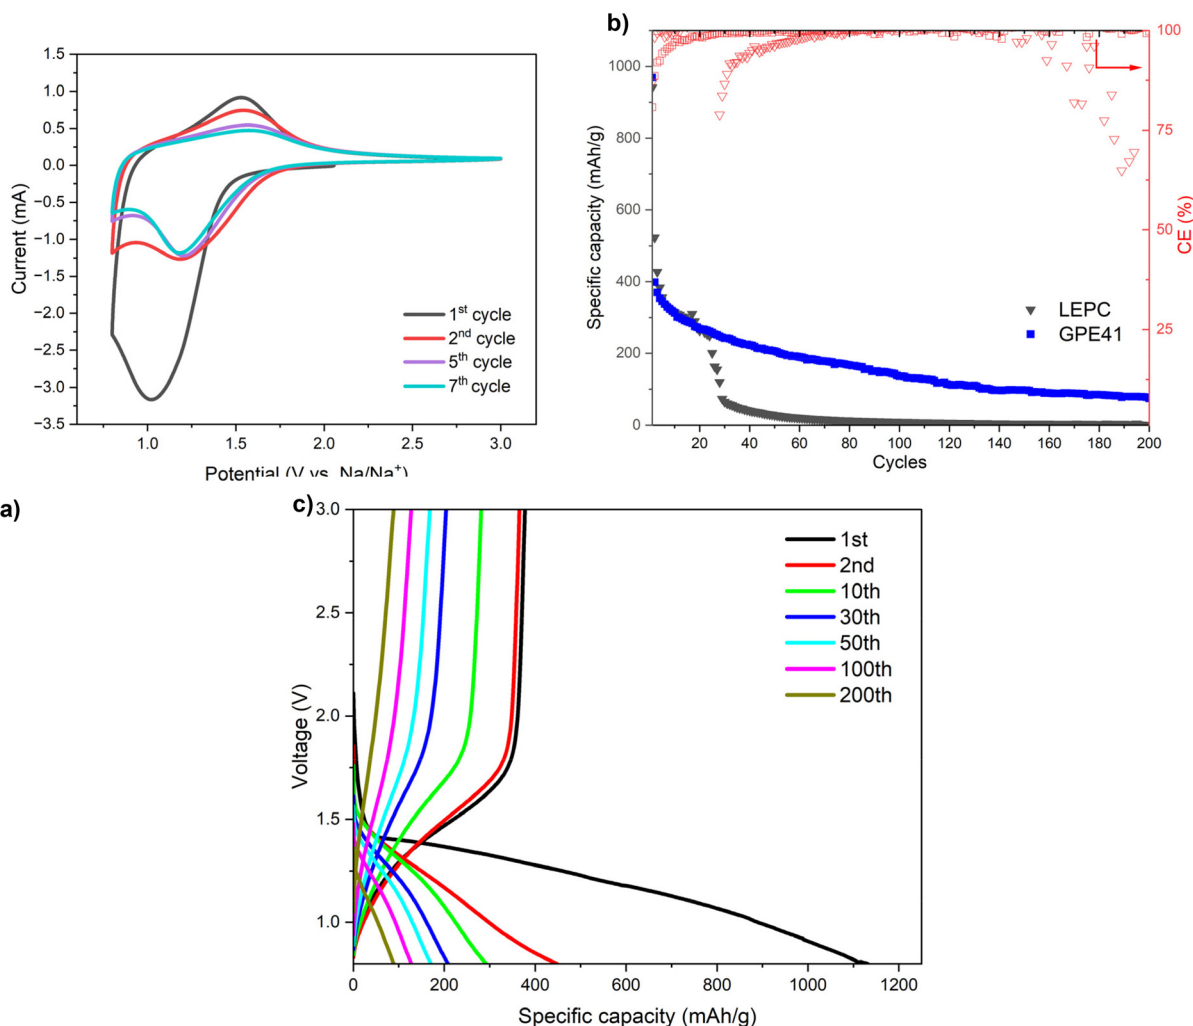 b)
1.5
1.0
0.5
0.0
−0.5
−1.0
−1.5
−2.0
−2.5
−3.0
−3.5
Current (mA)
1st cycle
2nd cycle
5th cycle
7th cycle
1.0 1.5 2.0 2.5 3.0
Potential (V vs. Na/Na+)
1000
800
600
400
200
0
Specific capacity (mAh/g)
100
75
50
25
CE (%)
LEPC
GPE41
20 40 60 80 100 120 140 160 180 200
Cycles
a)
c)
3.0
2.5
2.0
1.5
1.0
Voltage (V)
1st
2nd
10th
30th
50th
100th
200th
0 200 400 600 800 1000 1200
Specific capacity (mAh/g)